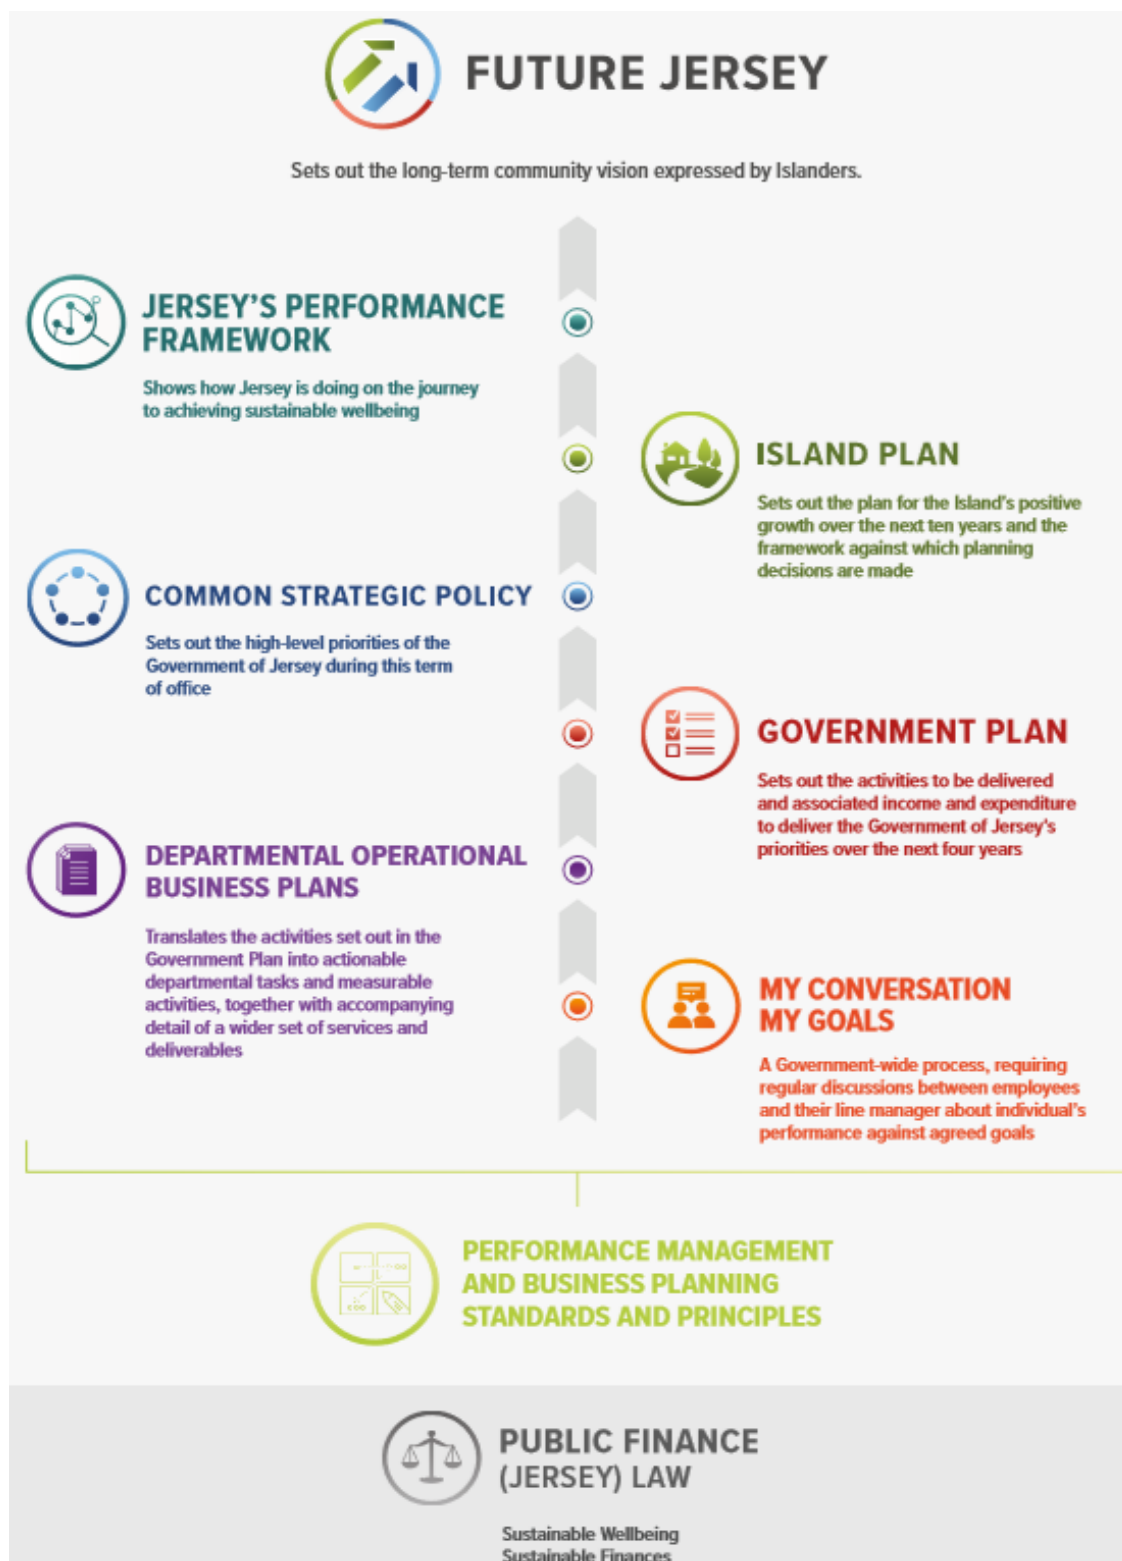 FUTURE JERSEY
Sets out the long-term community vision expressed by Islanders.
JERSEY'S PERFORMANCE
FRAMEWORK
Shows how Jersey is doing on the journey
to achieving sustainable wellbeing
ISLAND PLAN
Sets out the plan for the Island's positive
growth over the next ten years and the
framework against which planning
decisions are made
COMMON STRATEGIC POLICY
Sets out the high-level priorities of the
Government of Jersey during this term
of office
GOVERNMENT PLAN
Sets out the activities to be delivered
and associated income and expenditure
to deliver the Government of Jersey's
priorities over the next four years
DEPARTMENTAL OPERATIONAL
BUSINESS PLANS
Translates the activities set out in the
Government Plan into actionable
departmental tasks and measurable
activities, together with accompanying
detail of a wider set of services and
deliverables
MY CONVERSATION
MY GOALS
A Government-wide process, requiring
regular discussions between employees
and their line manager about individual's
performance against agreed goals
PERFORMANCE MANAGEMENT
AND BUSINESS PLANNING
STANDARDS AND PRINCIPLES
PUBLIC FINANCE
(JERSEY) LAW
Sustainable Wellbeing
Sustainable Finances